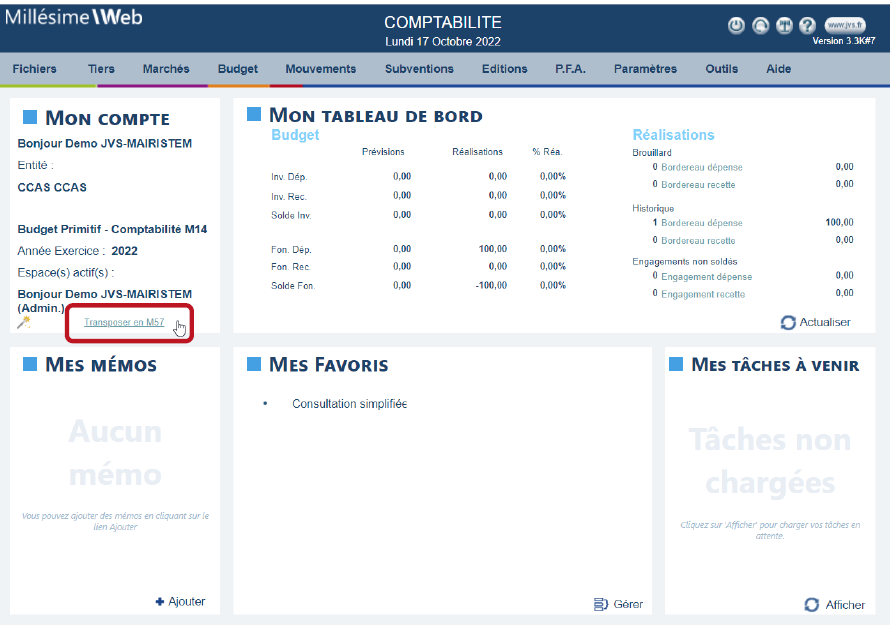 Millésime\Web
COMPTABILITE
Lundi 17 Octobre 2022
www.jvs.fr
Version 3.3K#7
Fichiers Tiers Marchés Budget Mouvements Subventions Editions P.F.A. Paramètres Outils Aide
Mon compte
Bonjour Demo JVS-MAIRISTEM
Entité :
CCAS CCAS
Budget Primitif - Comptabilité M14
Année Exercice : 2022
Espace(s) actif(s) :
Bonjour Demo JVS-MAIRISTEM
(Admin.)
Transposer en M57
Mon tableau de bord
Budget
Prévisions Réalisations % Réa.
Inv. Dép. 0,00 0,00 0,00%
Inv. Rec. 0,00 0,00 0,00%
Solde Inv. 0,00 0,00 0,00%
Fon. Dép. 0,00 100,00 0,00%
Fon. Rec. 0,00 0,00 0,00%
Solde Fon. 0,00 -100,00 0,00%
Réalisations
Brouillard
0 Bordereau dépense 0,00
0 Bordereau recette 0,00
Historique
1 Bordereau dépense 100,00
0 Bordereau recette 0,00
Engagements non soldés
0 Engagement dépense 0,00
0 Engagement recette 0,00
Actualiser
Mes mémos
Aucun
mémo
Vous pouvez ajouter des mémos en cliquant sur le
lien Ajouter
Ajouter
Mes Favoris
• Consultation simplifiée
Gérer
Mes tâches à venir
Tâches non
chargées
Cliquez sur 'Afficher' pour charger vos tâches en
attente.
Afficher